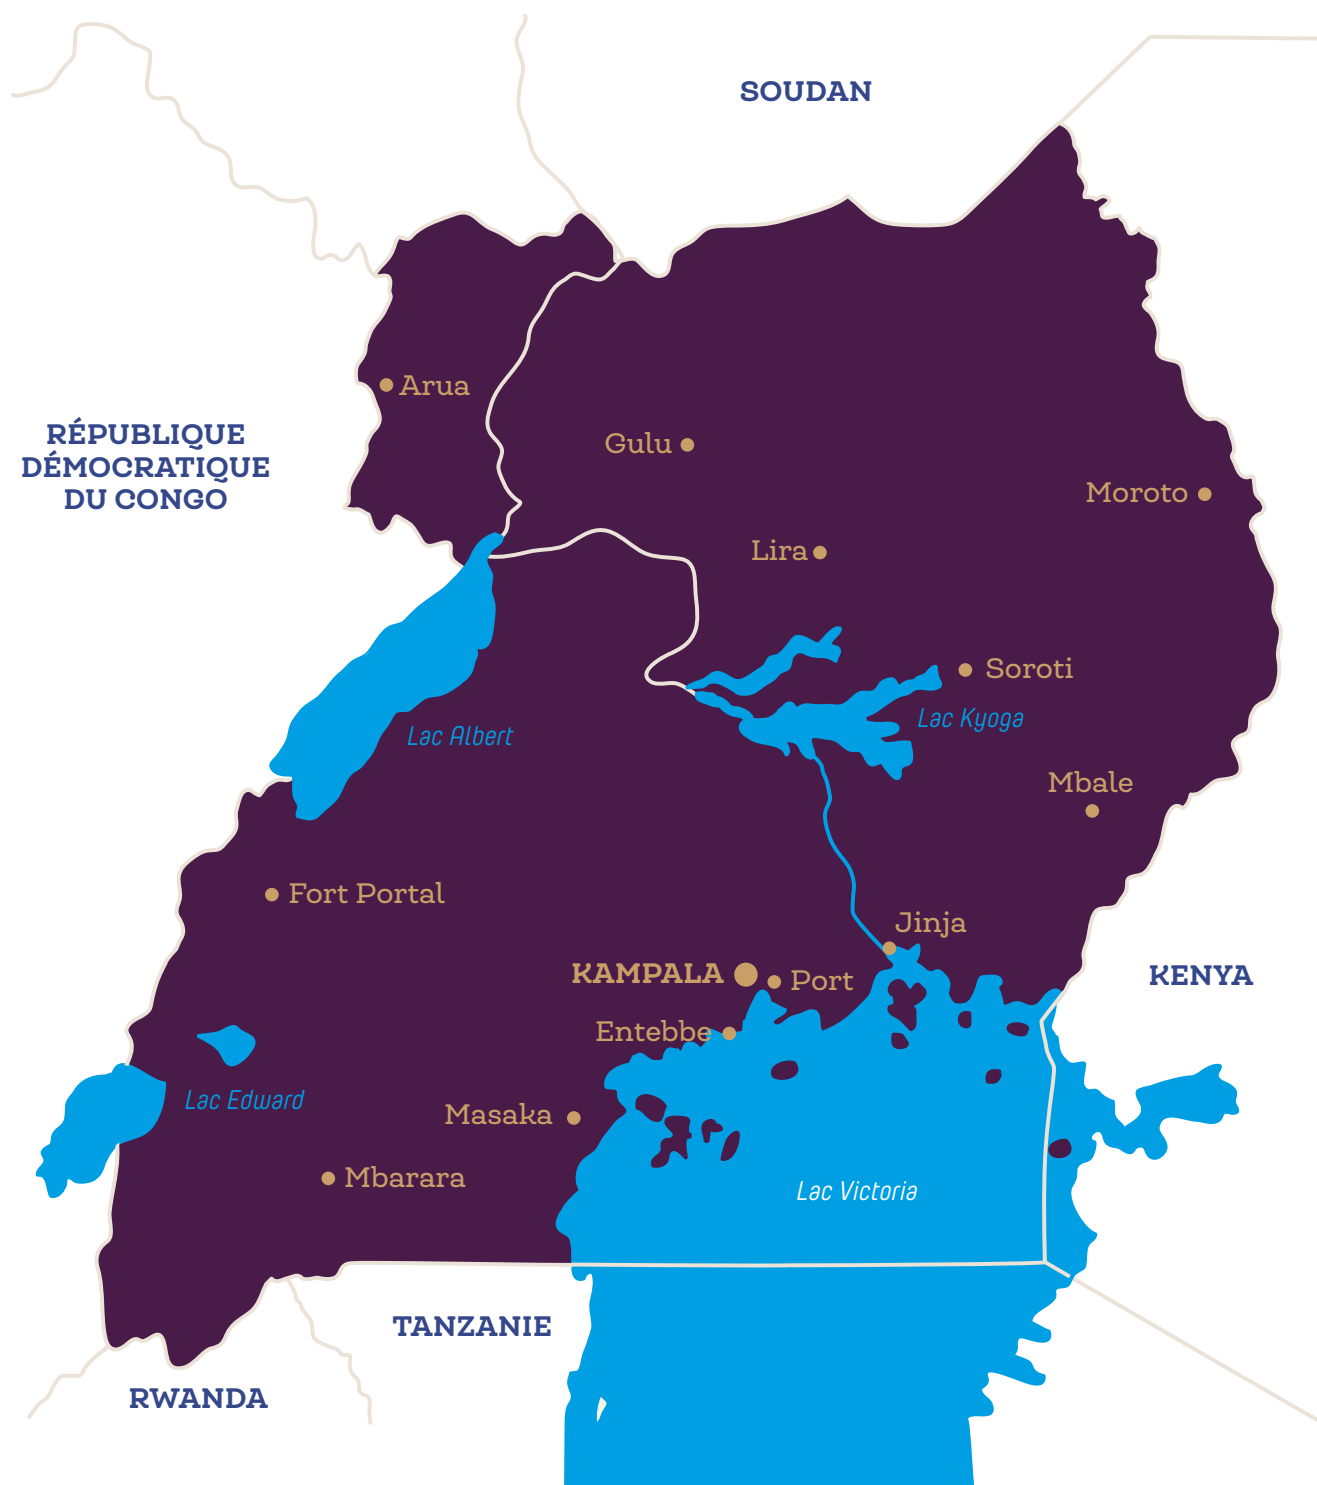 SOUDAN
Arua
RÉPUBLIQUE
DÉMOCRATIQUE
DU CONGO
Gulu
Moroto
Lira
Soroti
Lac Kyoga
Lac Albert
Mbale
Fort Portal
Jinja
KAMPALA
Port
KENYA
Entebbe
Lac Edward
Masaka
Mbarara
Lac Victoria
TANZANIE
RWANDA